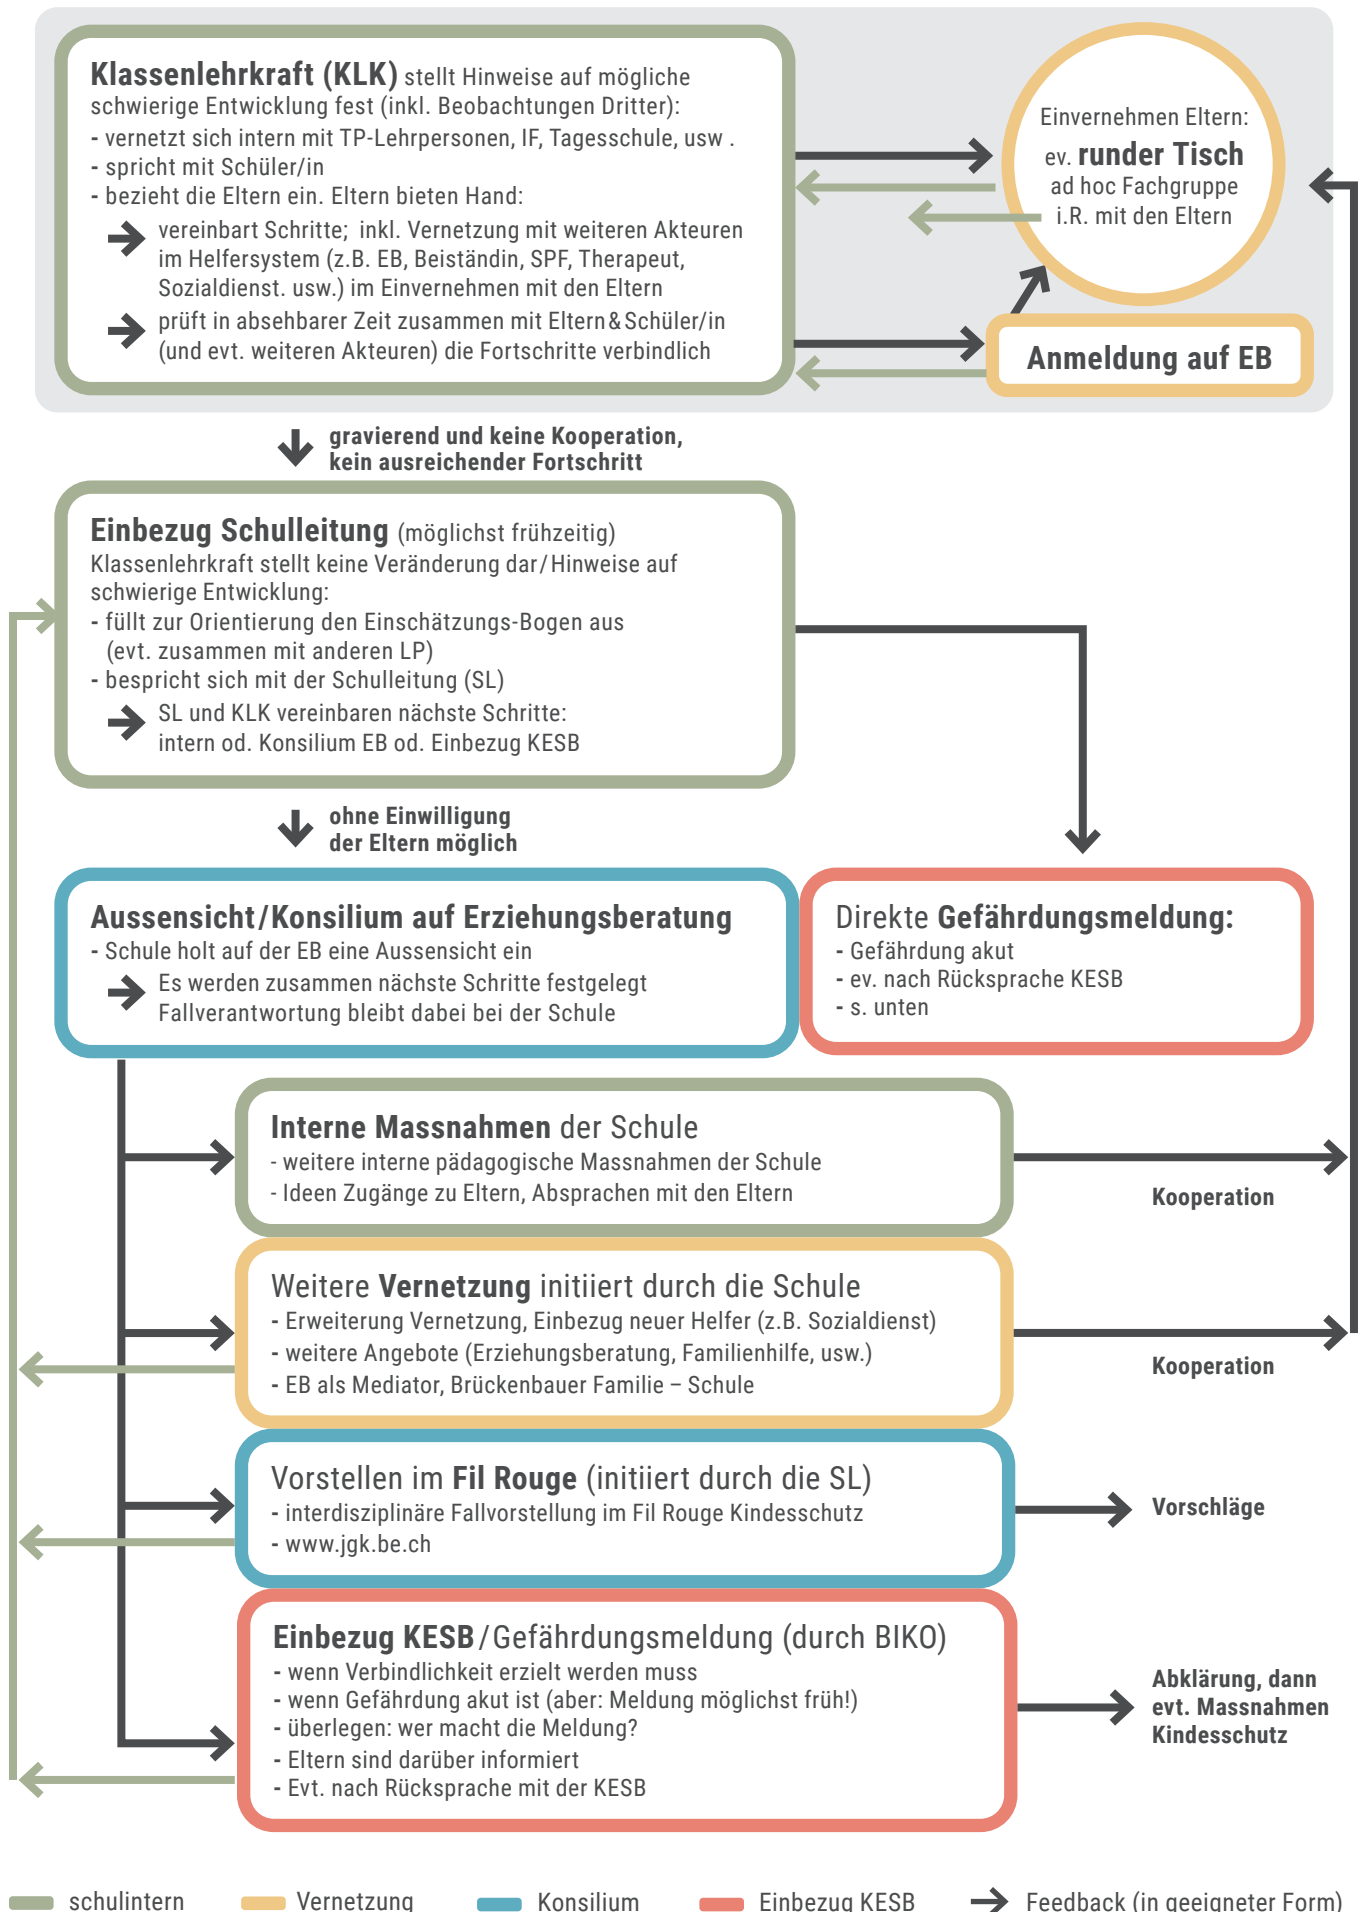 Klassenlehrkraft (KLK) stellt Hinweise auf mögliche
schwierige Entwicklung fest (inkl. Beobachtungen Dritter):
- vernetzt sich intern mit TP-Lehrpersonen, IF, Tagesschule, usw .
- spricht mit Schüler/in
- bezieht die Eltern ein. Eltern bieten Hand:
vereinbart Schritte; inkl. Vernetzung mit weiteren Akteuren
im Helfersystem (z.B. EB, Beiständin, SPF, Therapeut,
Sozialdienst. usw.) im Einvernehmen mit den Eltern
prüft in absehbarer Zeit zusammen mit Eltern & Schüler/in
(und evt. weiteren Akteuren) die Fortschritte verbindlich
Einvernehmen Eltern:
ev. runder Tisch
ad hoc Fachgruppe
i.R. mit den Eltern
Anmeldung auf EB
gravierend und keine Kooperation,
kein ausreichender Fortschritt
Einbezug Schulleitung (möglichst frühzeitig)
Klassenlehrkraft stellt keine Veränderung dar/Hinweise auf
schwierige Entwicklung:
- füllt zur Orientierung den Einschätzungs-Bogen aus
(evt. zusammen mit anderen LP)
- bespricht sich mit der Schulleitung (SL)
SL und KLK vereinbaren nächste Schritte:
intern od. Konsilium EB od. Einbezug KESB
ohne Einwilligung
der Eltern möglich
Aussensicht/Konsilium auf Erziehungsberatung
- Schule holt auf der EB eine Aussensicht ein
Es werden zusammen nächste Schritte festgelegt
Fallverantwortung bleibt dabei bei der Schule
Direkte Gefährdungsmeldung:
- Gefährdung akut
- ev. nach Rücksprache KESB
- s. unten
Interne Massnahmen der Schule
- weitere interne pädagogische Massnahmen der Schule
- Ideen Zugänge zu Eltern, Absprachen mit den Eltern
Kooperation
Weitere Vernetzung initiiert durch die Schule
- Erweiterung Vernetzung, Einbezug neuer Helfer (z.B. Sozialdienst)
- weitere Angebote (Erziehungsberatung, Familienhilfe, usw.)
- EB als Mediator, Brückenbauer Familie – Schule
Kooperation
Vorstellen im Fil Rouge (initiiert durch die SL)
- interdisziplinäre Fallvorstellung im Fil Rouge Kindesschutz
- www.jgk.be.ch
Vorschläge
Einbezug KESB/Gefährdungsmeldung (durch BIKO)
- wenn Verbindlichkeit erzielt werden muss
- wenn Gefährdung akut ist (aber: Meldung möglichst früh!)
- überlegen: wer macht die Meldung?
- Eltern sind darüber informiert
- Evt. nach Rücksprache mit der KESB
Abklärung, dann
evt. Massnahmen
Kindesschutz
schulintern
Vernetzung
Konsilium
Einbezug KESB
Feedback (in geeigneter Form)